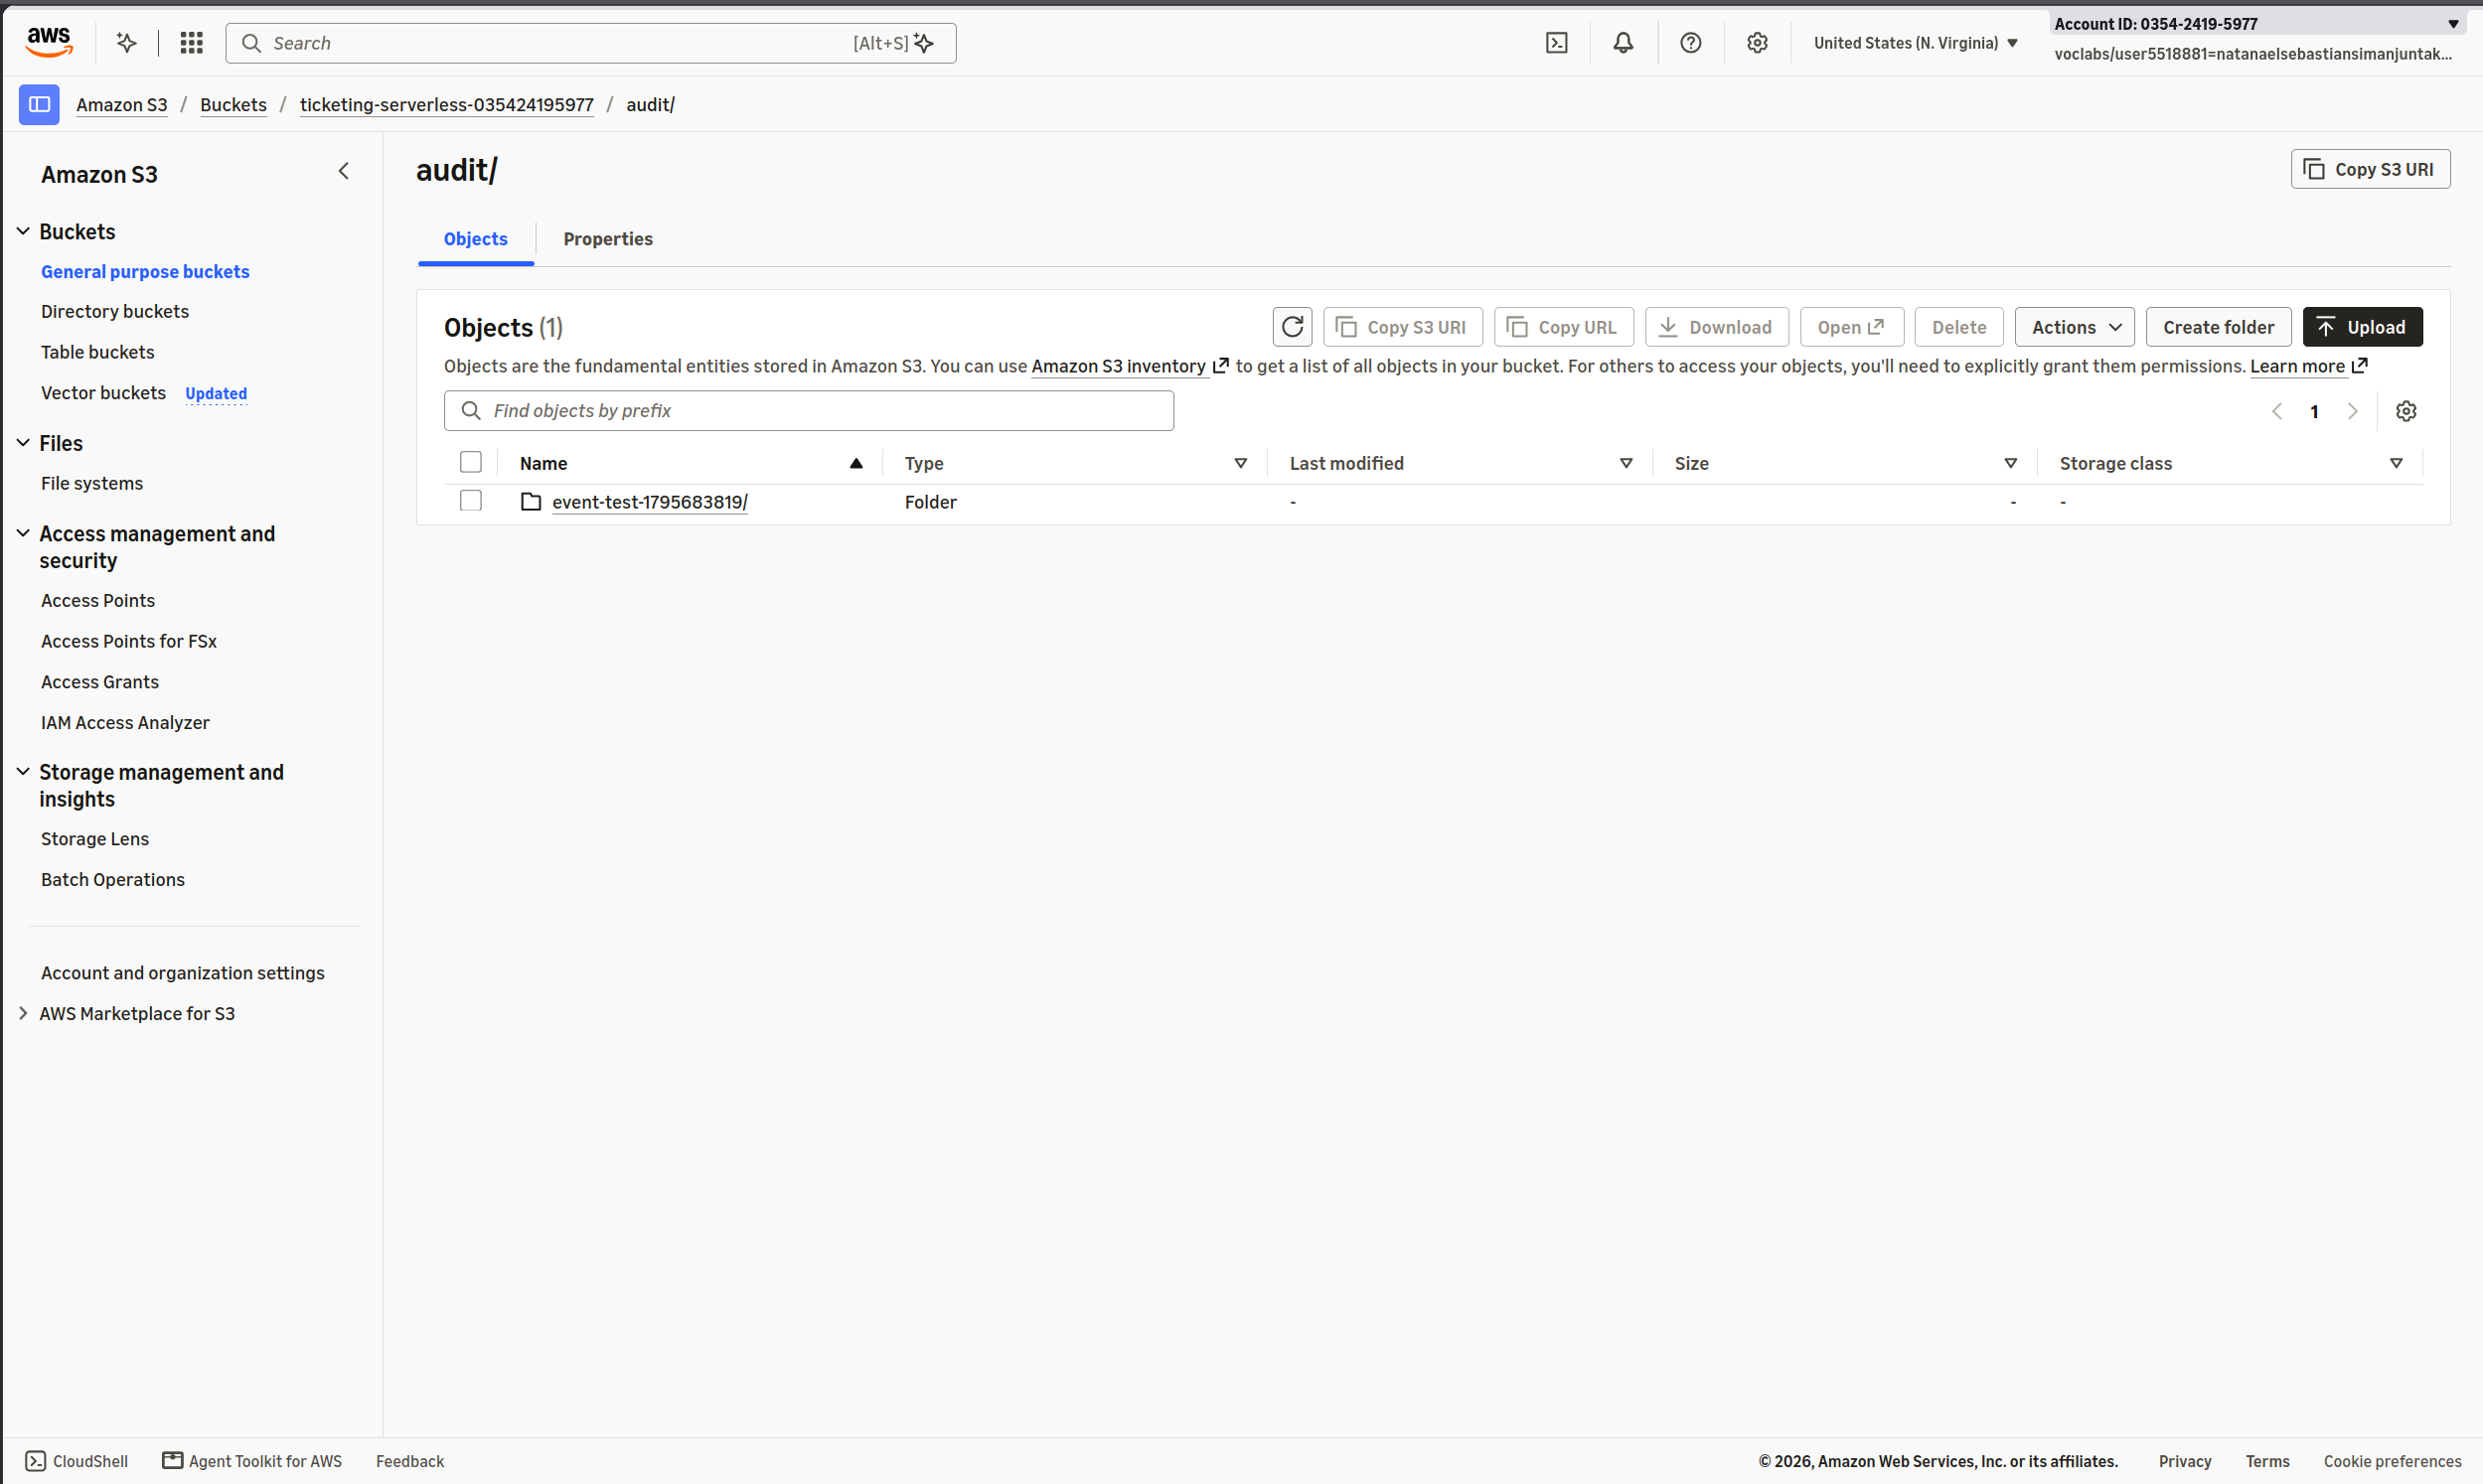 aws
Search [Alt+S]
United States (N. Virginia)
Account ID: 0354-2419-5977
voclabs/user5518881=natanaelsebastiansimanjuntak...
Amazon S3 / Buckets / ticketing-serverless-035424195977 / audit/
Amazon S3
Buckets
General purpose buckets
Directory buckets
Table buckets
Vector buckets Updated
Files
File systems
Access management and
security
Access Points
Access Points for FSx
Access Grants
IAM Access Analyzer
Storage management and
insights
Storage Lens
Batch Operations
Account and organization settings
AWS Marketplace for S3
audit/
Copy S3 URI
Objects Properties
Objects (1)
Copy S3 URI Copy URL Download Open Delete Actions Create folder Upload
Objects are the fundamental entities stored in Amazon S3. You can use Amazon S3 inventory to get a list of all objects in your bucket. For others to access your objects, you'll need to explicitly grant them permissions. Learn more
Find objects by prefix
1
Name Type Last modified Size Storage class
event-test-1795683819/ Folder - - -
CloudShell Agent Toolkit for AWS Feedback
© 2026, Amazon Web Services, Inc. or its affiliates. Privacy Terms Cookie preferences